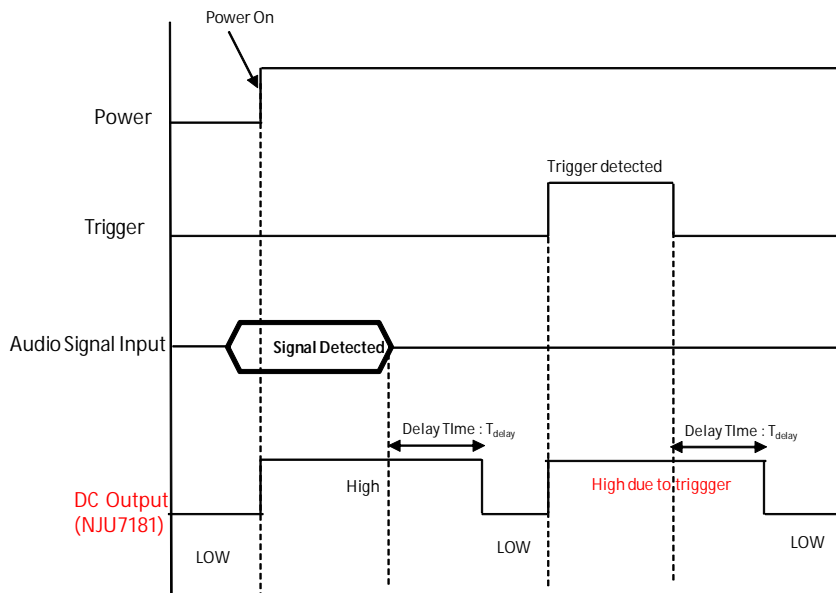 Power On
Power
Trigger detected
Trigger
Audio Signal Input
Signal Detected
Delay TIme : Tdelay
Delay TIme : Tdelay
DC Output
(NJU7181)
High
High due to triggger
LOW
LOW
LOW